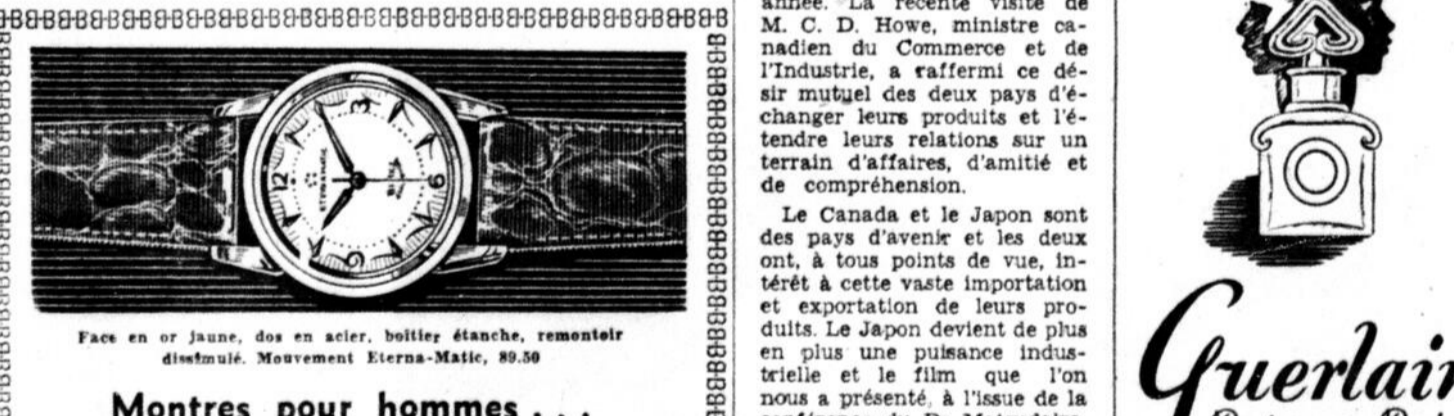 Face en or jaune, dos en acier, boîtier étanche, remontoir
dissimulé. Mouvement Eterna-Matic, 89.50
Montres pour hommes . . .
année. La récente visite de
M. C. D. Howe, ministre ca-
nadien du Commerce et de
l'Industrie, a raffermi ce dé-
sir mutuel des deux pays d'é-
changer leurs produits et l'é-
tendre leurs relations sur un
terrain d'affaires, d'amitié et
de compréhension.
Le Canada et le Japon sont
des pays d'avenir et les deux
ont, à tous points de vue, in-
térêt à cette vaste importation
et exportation de leurs pro-
duits. Le Japon devient de plus
en plus une puisance indus-
trielle et le film que l'on
nous a présenté, à l'issue de la
Guerlain